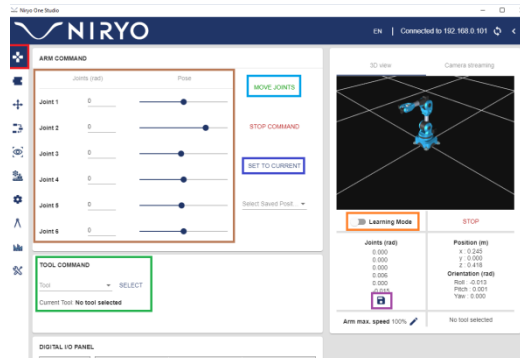 Niryo One Studio
NIRYO
EN | Connected to 192.168.0.101
ARM COMMAND
Joints (rad) Pose
MOVE JOINTS
Joint 1 0
Joint 2 0
STOP COMMAND
Joint 3 0
SET TO CURRENT
Joint 4 0
Joint 5 0
Select Saved Posit...
Joint 6 0
TOOL COMMAND
Tool SELECT
Current Tool: No tool selected
DIGITAL I/O PANEL
3D view Camera streaming
Learning Mode STOP
Joints (rad)
0.000
0.000
0.000
0.006
0.000
-0.015
Position (m)
x : 0.245
y : 0.000
z : 0.418
Orientation (rad)
Roll : -0.013
Pitch : 0.001
Yaw : 0.000
Arm max. speed 100%
No tool selected